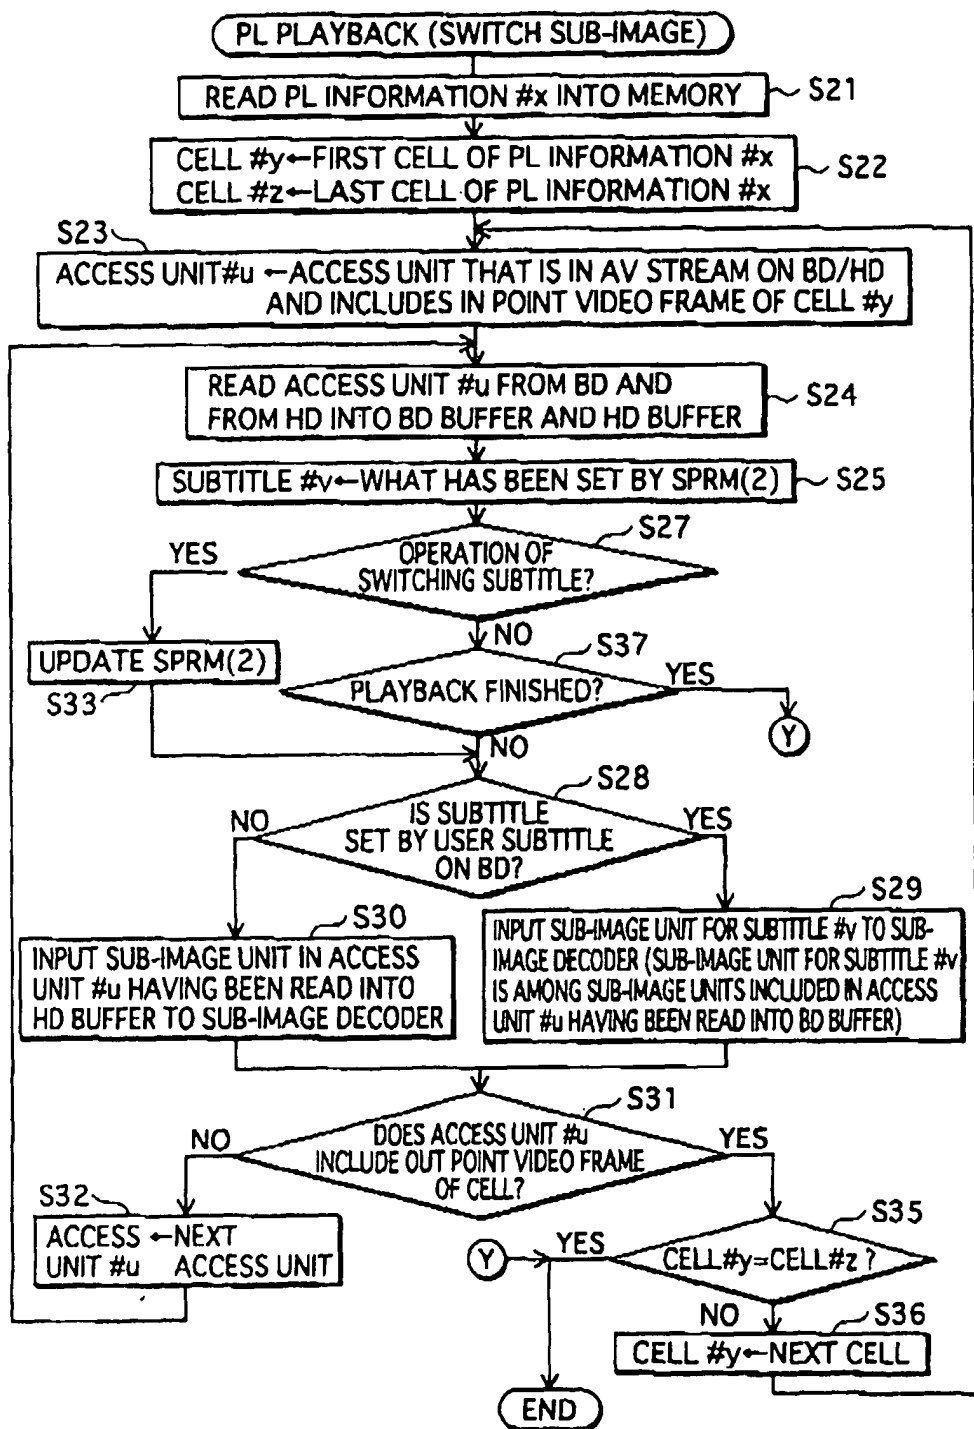 PL PLAYBACK (SWITCH SUB-IMAGE)
READ PL INFORMATION #x INTO MEMORY
S21
CELL #y←FIRST CELL OF PL INFORMATION #x
CELL #z←LAST CELL OF PL INFORMATION #x
S22
S23
ACCESS UNIT#u ←ACCESS UNIT THAT IS IN AV STREAM ON BD/HD
AND INCLUDES IN POINT VIDEO FRAME OF CELL #y
READ ACCESS UNIT #u FROM BD AND
FROM HD INTO BD BUFFER AND HD BUFFER
S24
SUBTITLE #v←WHAT HAS BEEN SET BY SPRM(2)
S25
S27
YES
OPERATION OF
SWITCHING SUBTITLE?
NO
S37
UPDATE SPRM(2)
S33
PLAYBACK FINISHED?
YES
Y
NO
S28
NO
IS SUBTITLE
SET BY USER SUBTITLE
ON BD?
YES
S30
INPUT SUB-IMAGE UNIT IN ACCESS
UNIT #u HAVING BEEN READ INTO
HD BUFFER TO SUB-IMAGE DECODER
S29
INPUT SUB-IMAGE UNIT FOR SUBTITLE #v TO SUB-
IMAGE DECODER (SUB-IMAGE UNIT FOR SUBTITLE #v
IS AMONG SUB-IMAGE UNITS INCLUDED IN ACCESS
UNIT #u HAVING BEEN READ INTO BD BUFFER)
S31
NO
DOES ACCESS UNIT #u
INCLUDE OUT POINT VIDEO FRAME
OF CELL?
YES
S32
ACCESS ←NEXT
UNIT #u ACCESS UNIT
S35
Y
YES
CELL#y=CELL#z ?
NO
S36
CELL #y←NEXT CELL
END